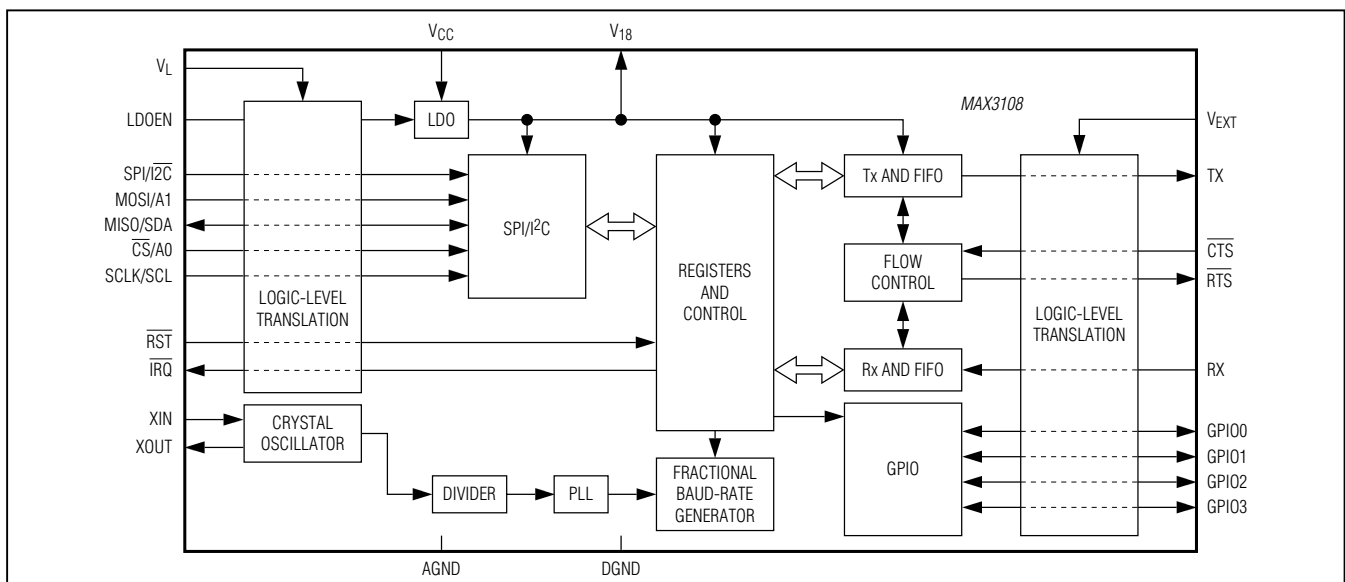 VCC
V18
VL
MAX3108
LDOEN
LDO
VEXT
SPI/I2C
MOSI/A1
MISO/SDA
CS/A0
SCLK/SCL
LOGIC-LEVEL
TRANSLATION
SPI/I²C
REGISTERS
AND
CONTROL
Tx AND FIFO
TX
FLOW
CONTROL
CTS
RTS
LOGIC-LEVEL
TRANSLATION
RST
IRQ
Rx AND FIFO
RX
XIN
XOUT
CRYSTAL
OSCILLATOR
DIVIDER
PLL
FRACTIONAL
BAUD-RATE
GENERATOR
GPIO
GPIO0
GPIO1
GPIO2
GPIO3
AGND
DGND